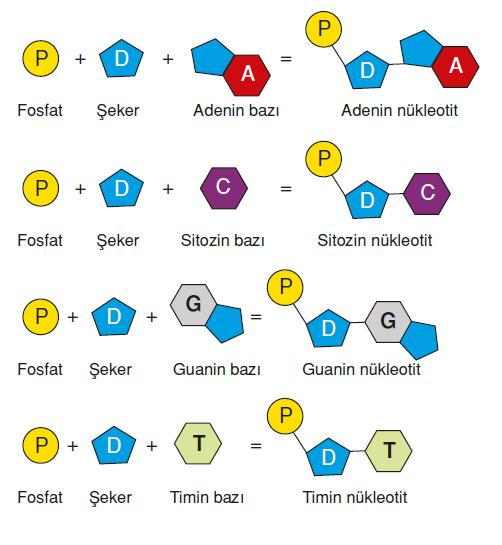 P + D + A = P D A
Fosfat Şeker Adenin bazı Adenin nükleotit
P + D + C = P D C
Fosfat Şeker Sitozin bazı Sitozin nükleotit
P + D + G = P D G
Fosfat Şeker Guanin bazı Guanin nükleotit
P + D + T = P D T
Fosfat Şeker Timin bazı Timin nükleotit